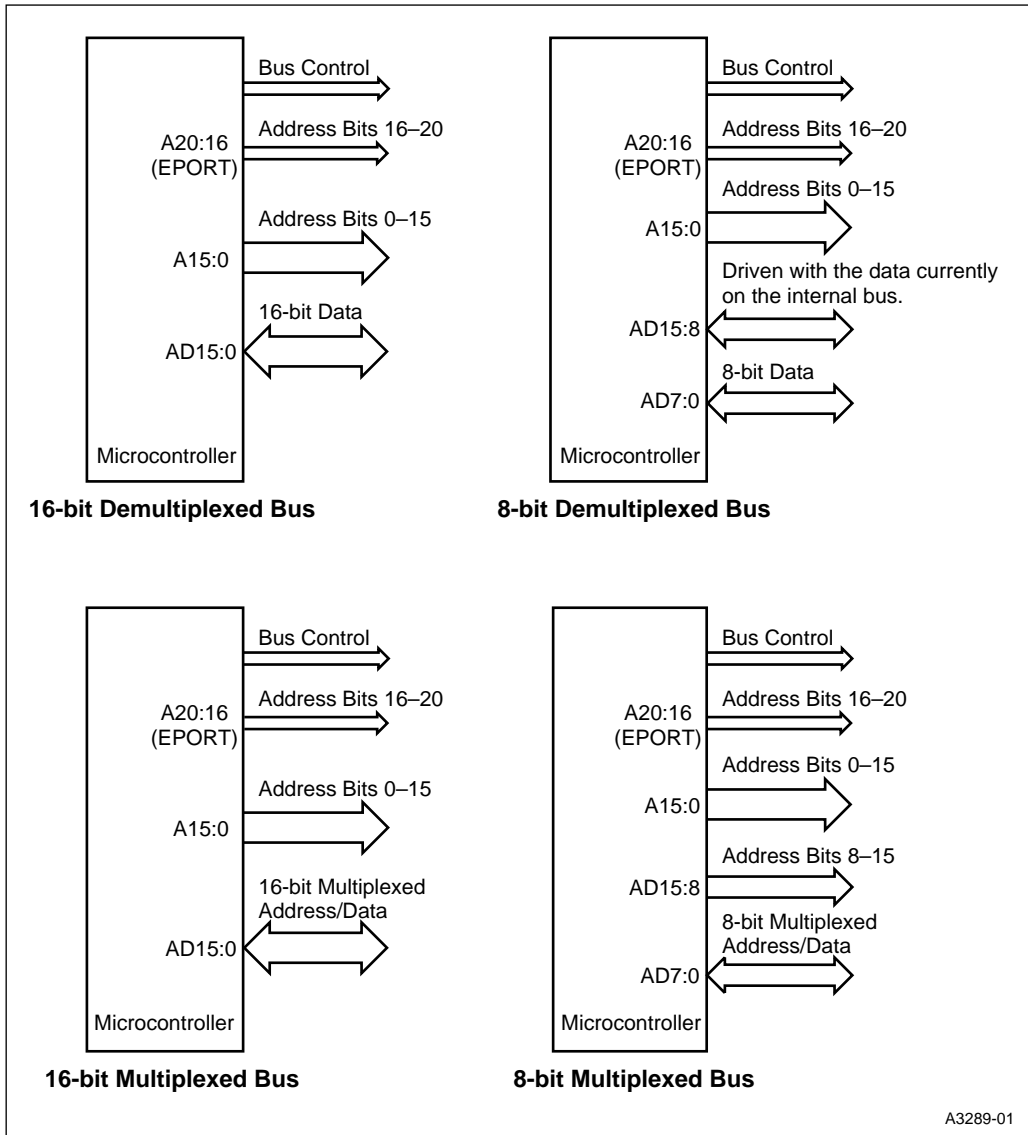 Bus Control
A20:16
(EPORT)
Address Bits 16–20
A15:0
Address Bits 0–15
AD15:0
16-bit Data
Microcontroller
16-bit Demultiplexed Bus
Bus Control
A20:16
(EPORT)
Address Bits 16–20
A15:0
Address Bits 0–15
Driven with the data currently
on the internal bus.
AD15:8
8-bit Data
AD7:0
Microcontroller
8-bit Demultiplexed Bus
Bus Control
A20:16
(EPORT)
Address Bits 16–20
A15:0
Address Bits 0–15
16-bit Multiplexed
Address/Data
AD15:0
Microcontroller
16-bit Multiplexed Bus
Bus Control
A20:16
(EPORT)
Address Bits 16–20
A15:0
Address Bits 0–15
AD15:8
Address Bits 8–15
8-bit Multiplexed
Address/Data
AD7:0
Microcontroller
8-bit Multiplexed Bus
A3289-01